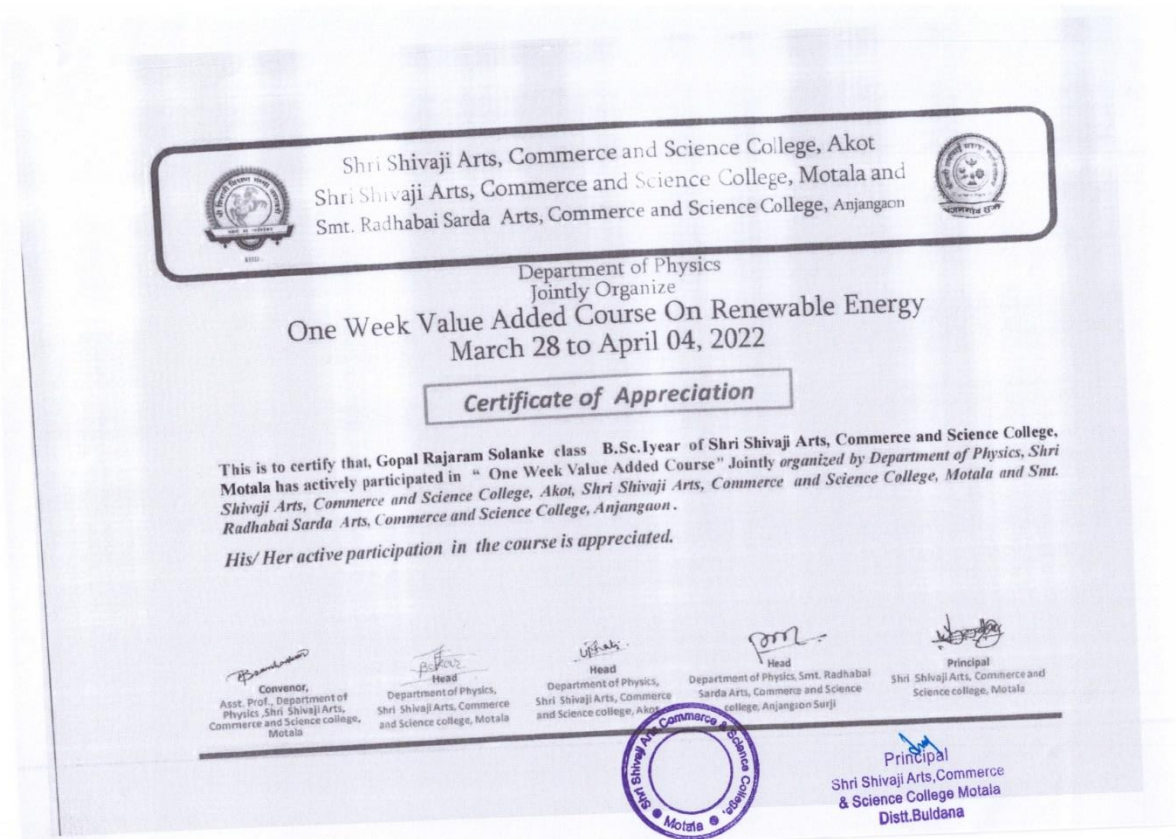 Shri Shivaji Arts, Commerce and Science College, Akot
Shri Shivaji Arts, Commerce and Science College, Motala and
Smt. Radhabai Sarda Arts, Commerce and Science College, Anjangaon
Department of Physics
Jointly Organize
One Week Value Added Course On Renewable Energy
March 28 to April 04, 2022
Certificate of Appreciation
This is to certify that, Gopal Rajaram Solanke class B.Sc.Iyear of Shri Shivaji Arts, Commerce and Science College,
Motala has actively participated in “ One Week Value Added Course" Jointly organized by Department of Physics, Shri
Shivaji Arts, Commerce and Science College, Akot, Shri Shivaji Arts, Commerce and Science College, Motala and Smt.
Radhabai Sarda Arts, Commerce and Science College, Anjangaon .
His/ Her active participation in the course is appreciated.
Convenor,
Asst. Prof., Department of
Physics ,Shri Shivaji Arts,
Commerce and Science college,
Motala
Head
Department of Physics,
Shri Shivaji Arts, Commerce
and Science college, Motala
Head
Department of Physics,
Shri Shivaji Arts, Commerce
and Science college, Akot
Head
Department of Physics, Smt. Radhabai
Sarda Arts, Commerce and Science
college, Anjangaon Surji
Principal
Shri Shivaji Arts, Commerce and
Science college, Motala
Shri Shivaji Arts Commerce & Science College,
Motala
Principal
Shri Shivaji Arts,Commerce
& Science College Motala
Distt.Buldana